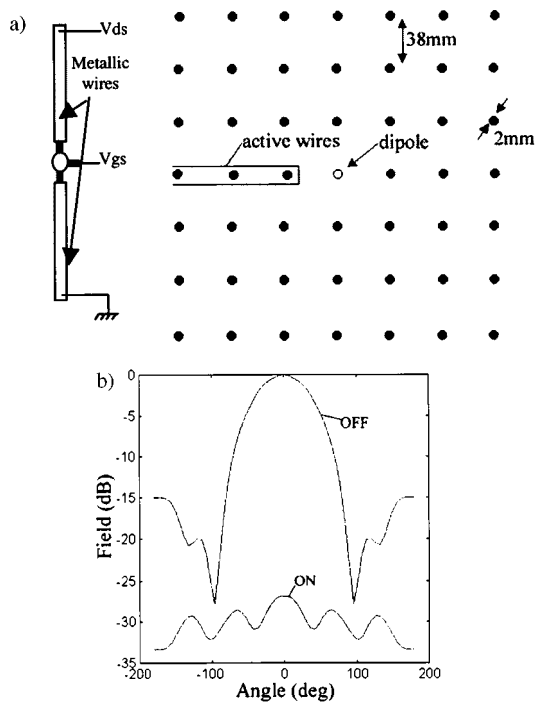 a)
Vds
Metallic
wires
Vgs
38mm
2mm
active wires
dipole
b)
0
-5
-10
-15
-20
-25
-30
-35
Field (dB)
OFF
ON
-200
-100
0
100
200
Angle (deg)